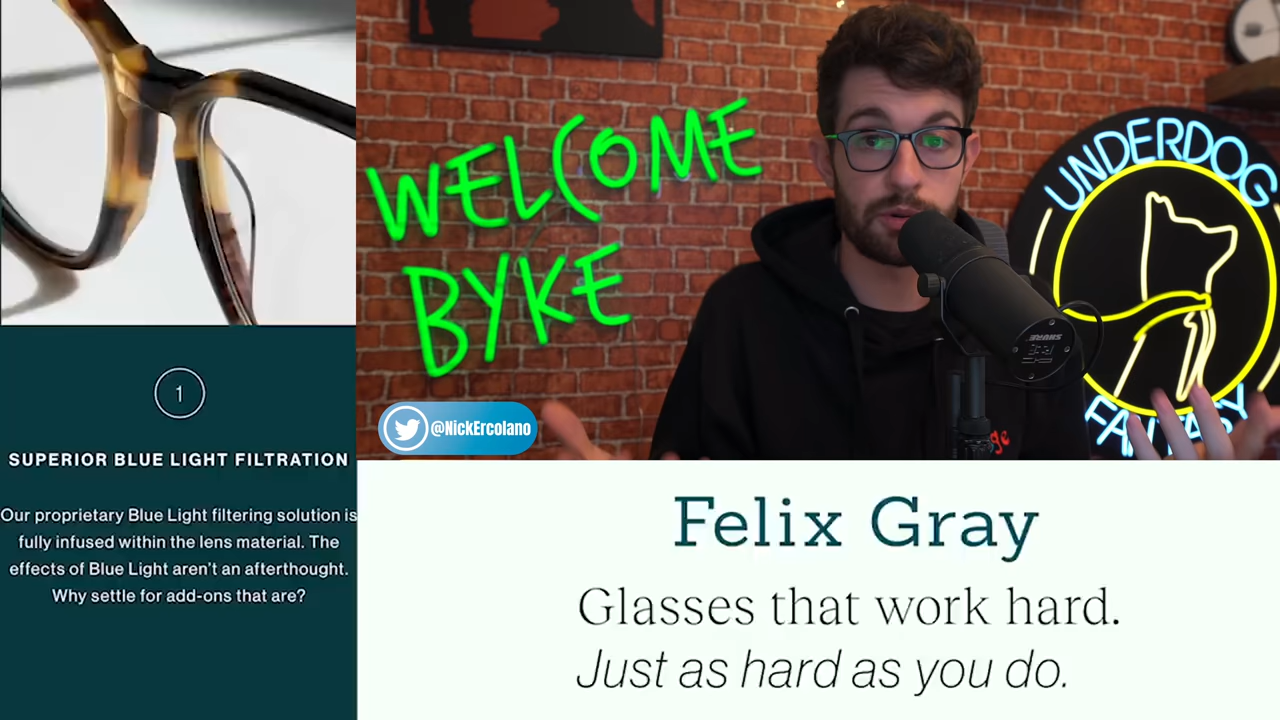 WELCOME
BYKE
UNDERDOG
FANTASY
SHURE
@NickErcolano
1
SUPERIOR BLUE LIGHT FILTRATION
Our proprietary Blue Light filtering solution is
fully infused within the lens material. The
effects of Blue Light aren't an afterthought.
Why settle for add-ons that are?
Felix Gray
Glasses that work hard.
Just as hard as you do.